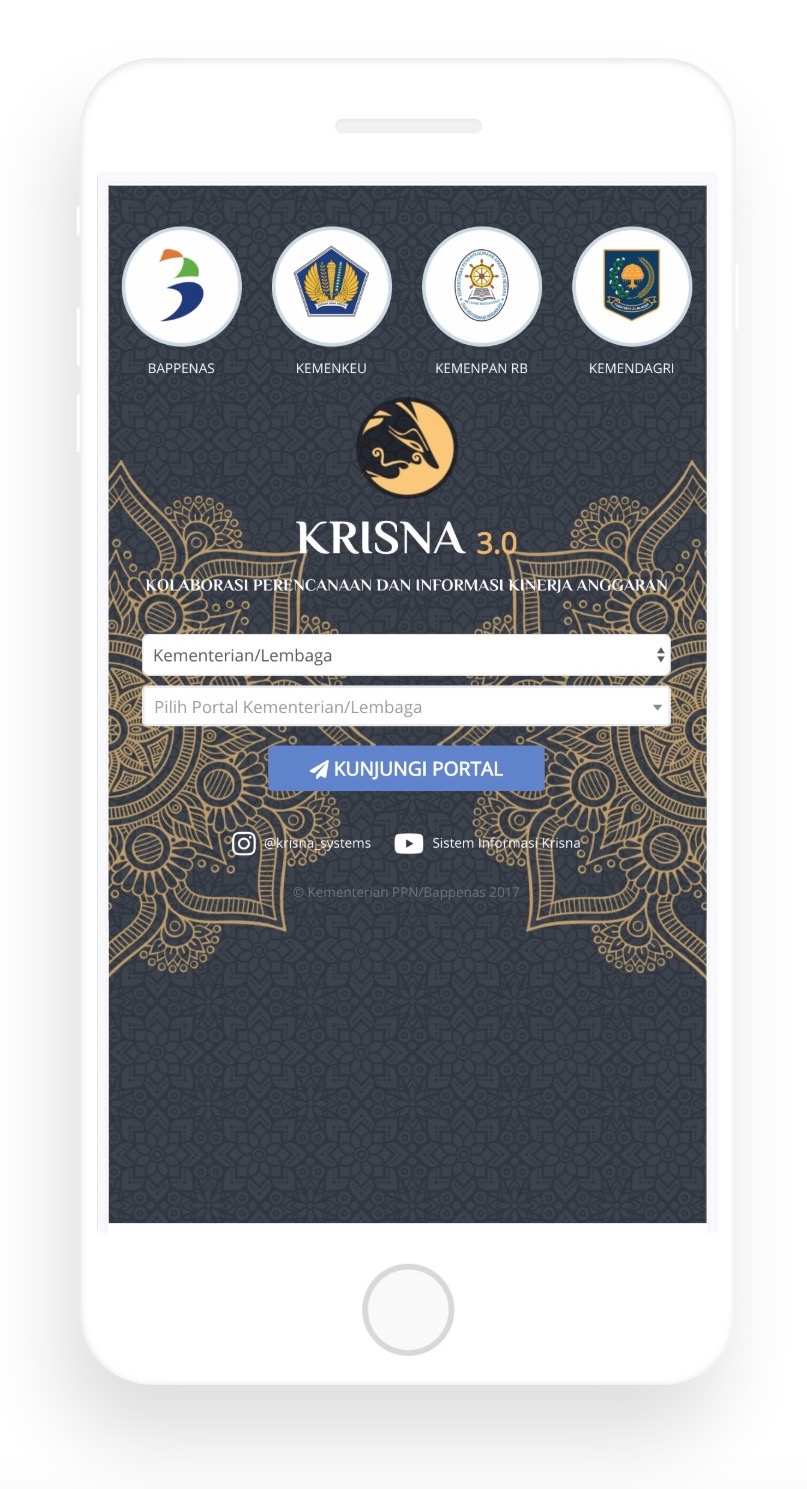 BAPPENAS KEMENKEU KEMENPAN RB KEMENDAGRI
KRISNA 3.0
KOLABORASI PERENCANAAN DAN INFORMASI KINERJA ANGGARAN
Kementerian/Lembaga
Pilih Portal Kementerian/Lembaga
KUNJUNGI PORTAL
@krisna_systems Sistem Informasi Krisna
© Kementerian PPN/Bappenas 2017